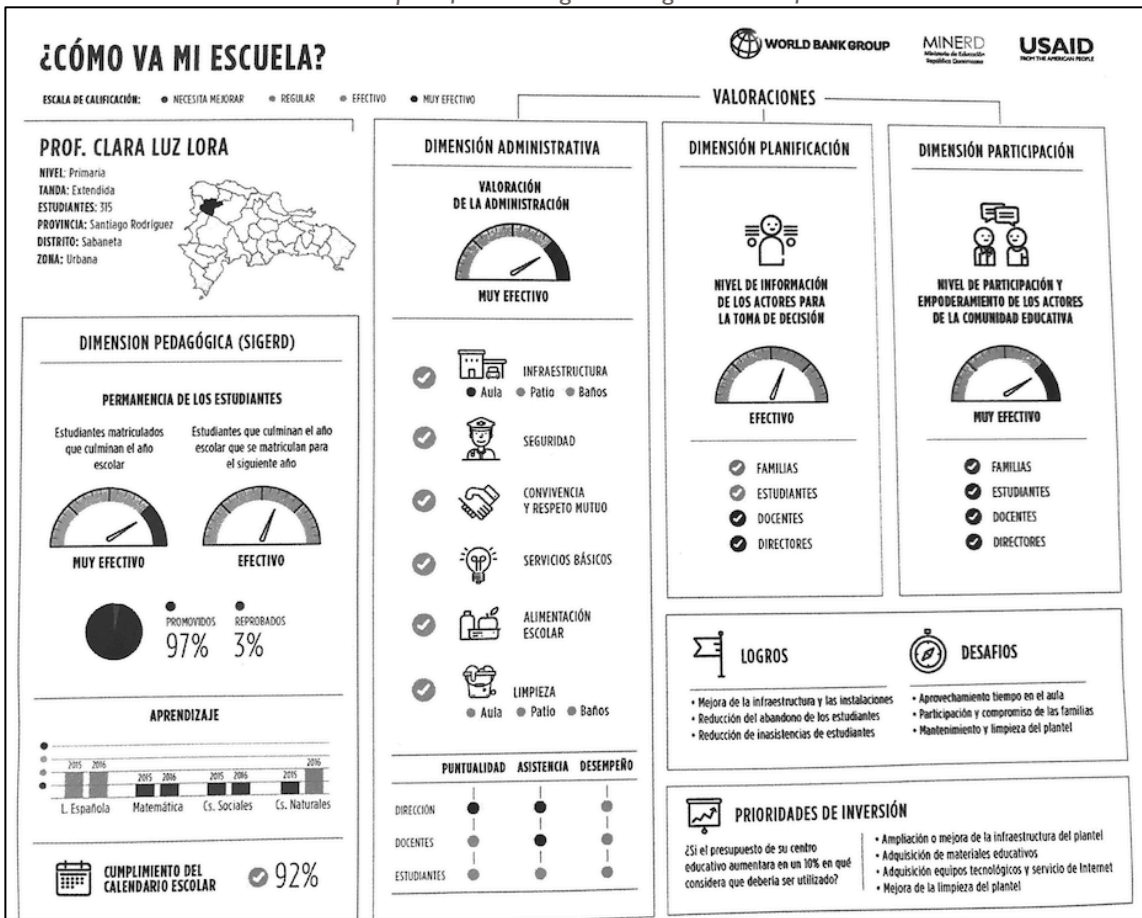 ¿CÓMO VA MI ESCUELA?
WORLD BANK GROUP
MINERD
Ministerio de Educación
República Dominicana
USAID
FROM THE AMERICAN PEOPLE
ESCALA DE CALIFICACIÓN: NECESITA MEJORAR REGULAR EFECTIVO MUY EFECTIVO
VALORACIONES
PROF. CLARA LUZ LORA
NIVEL: Primaria
TANDA: Extendida
ESTUDIANTES: 315
PROVINCIA: Santiago Rodríguez
DISTRITO: Sabaneta
ZONA: Urbana
DIMENSION PEDAGÓGICA (SIGERD)
PERMANENCIA DE LOS ESTUDIANTES
Estudiantes matriculados
que culminan el año
escolar
MUY EFECTIVO
Estudiantes que culminan el año
escolar que se matriculan para
el siguiente año
EFECTIVO
PROMOVIDOS
97%
REPROBADOS
3%
APRENDIZAJE
2015 2016
L. Española
2015 2016
Matemática
2015 2016
Cs. Sociales
2015 2016
Cs. Naturales
CUMPLIMIENTO DEL
CALENDARIO ESCOLAR
92%
DIMENSIÓN ADMINISTRATIVA
VALORACIÓN
DE LA ADMINISTRACIÓN
MUY EFECTIVO
INFRAESTRUCTURA
Aula Patio Baños
SEGURIDAD
CONVIVENCIA
Y RESPETO MUTUO
SERVICIOS BÁSICOS
ALIMENTACIÓN
ESCOLAR
LIMPIEZA
Aula Patio Baños
PUNTUALIDAD ASISTENCIA DESEMPEÑO
DIRECCIÓN
DOCENTES
ESTUDIANTES
DIMENSIÓN PLANIFICACIÓN
NIVEL DE INFORMACIÓN
DE LOS ACTORES PARA
LA TOMA DE DECISIÓN
EFECTIVO
FAMILIAS
ESTUDIANTES
DOCENTES
DIRECTORES
DIMENSIÓN PARTICIPACIÓN
NIVEL DE PARTICIPACIÓN Y
EMPODERAMIENTO DE LOS ACTORES
DE LA COMUNIDAD EDUCATIVA
MUY EFECTIVO
FAMILIAS
ESTUDIANTES
DOCENTES
DIRECTORES
LOGROS
• Mejora de la infraestructura y las instalaciones
• Reducción del abandono de los estudiantes
• Reducción de inasistencias de estudiantes
DESAFIOS
• Aprovechamiento tiempo en el aula
• Participación y compromiso de las familias
• Mantenimiento y limpieza del plantel
PRIORIDADES DE INVERSIÓN
¿Si el presupuesto de su centro
educativo aumentara en un 10% en qué
considera que debería ser utilizado?
• Ampliación o mejora de la infraestructura del plantel
• Adquisición de materiales educativos
• Adquisición equipos tecnológicos y servicio de Internet
• Mejora de la limpieza del plantel